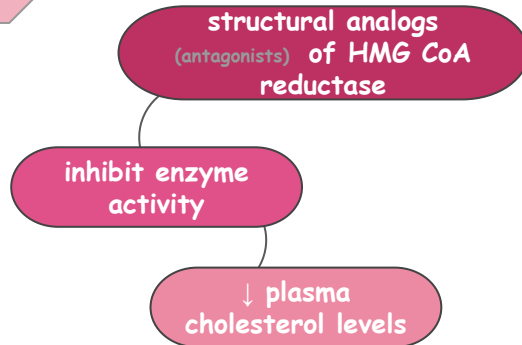 structural analogs
(antagonists) of HMG CoA
reductase
inhibit enzyme
activity
↓ plasma
cholesterol levels